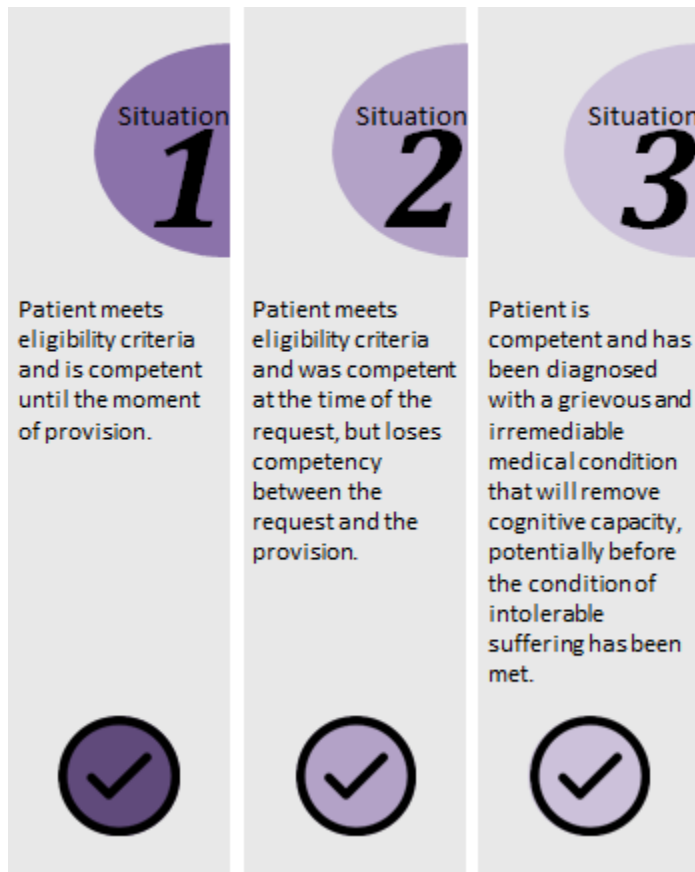 Situation
1
Patient meets
eligibility criteria
and is competent
until the moment
of provision.
Situation
2
Patient meets
eligibility criteria
and was competent
at the time of the
request, but loses
competency
between the
request and the
provision.
Situation
3
Patient is
competent and has
been diagnosed
with a grievous and
irremediable
medical condition
that will remove
cognitive capacity,
potentially before
the condition of
intolerable
suffering has been
met.